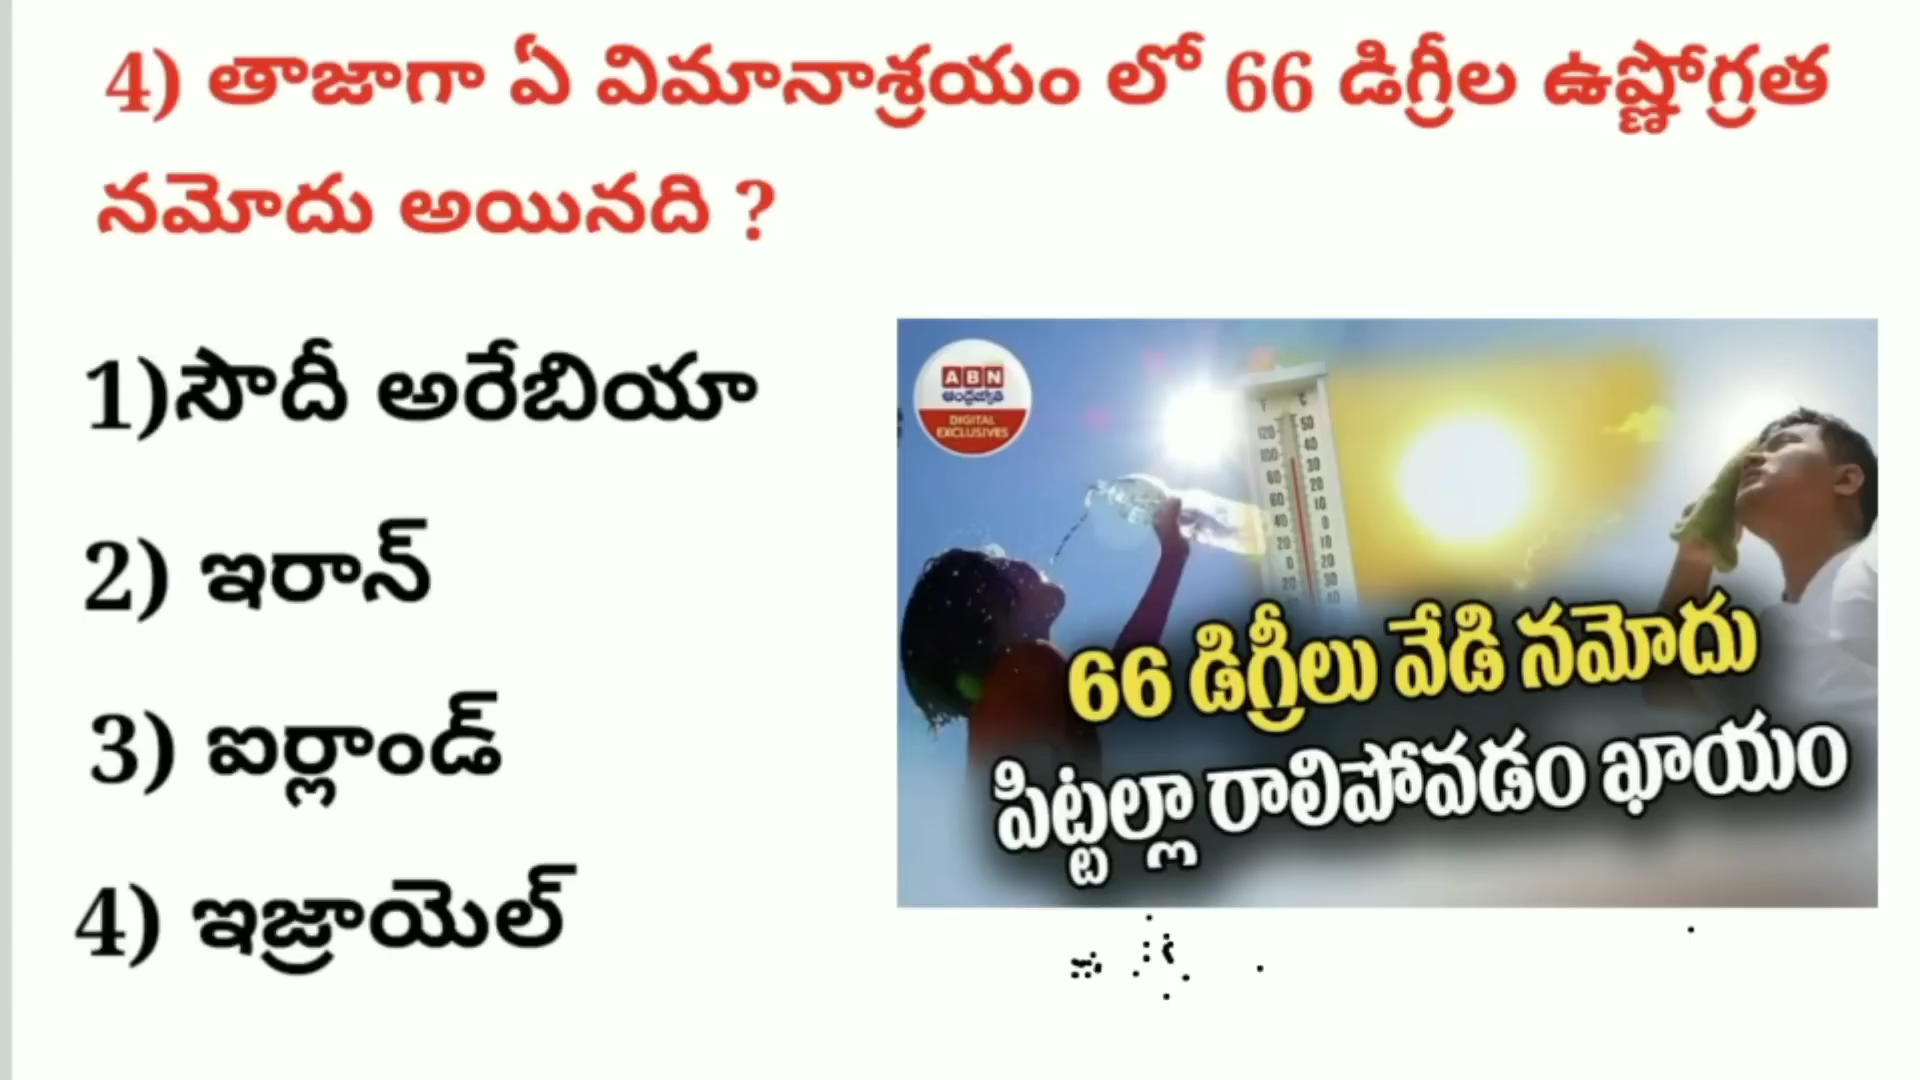 4) తాజాగా ఏ విమానాశ్రయం లో 66 డిగ్రీల ఉష్ణోగ్రత
నమోదు అయినది ?
1)సౌదీ అరేబియా
2) ఇరాన్
3) ఐర్లాండ్
4) ఇజ్రాయెల్
ABN
ఆంధ్రజ్యోతి
DIGITAL
EXCLUSIVES
66 డిగ్రీలు వేడి నమోదు
పిట్టల్లా రాలిపోవడం ఖాయం